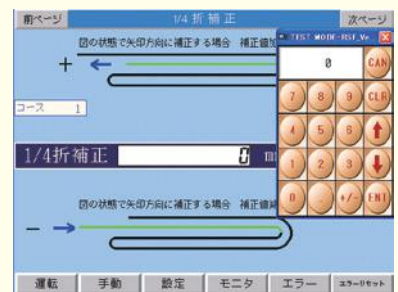 前ページ
1/4 折 補 正
次ページ
図の状態で矢印方向に補正する場合 補正値
TEST MODE-RST_Ve
+
0
CAN
7 8 9 CLR
コース 1
4 5 6
1/4折補正 0 m
1 2 3
0 . +/- ENT
図の状態で矢印方向に補正する場合 補正値
-
運転 手動 設定 モニタ エラー エラーリセット